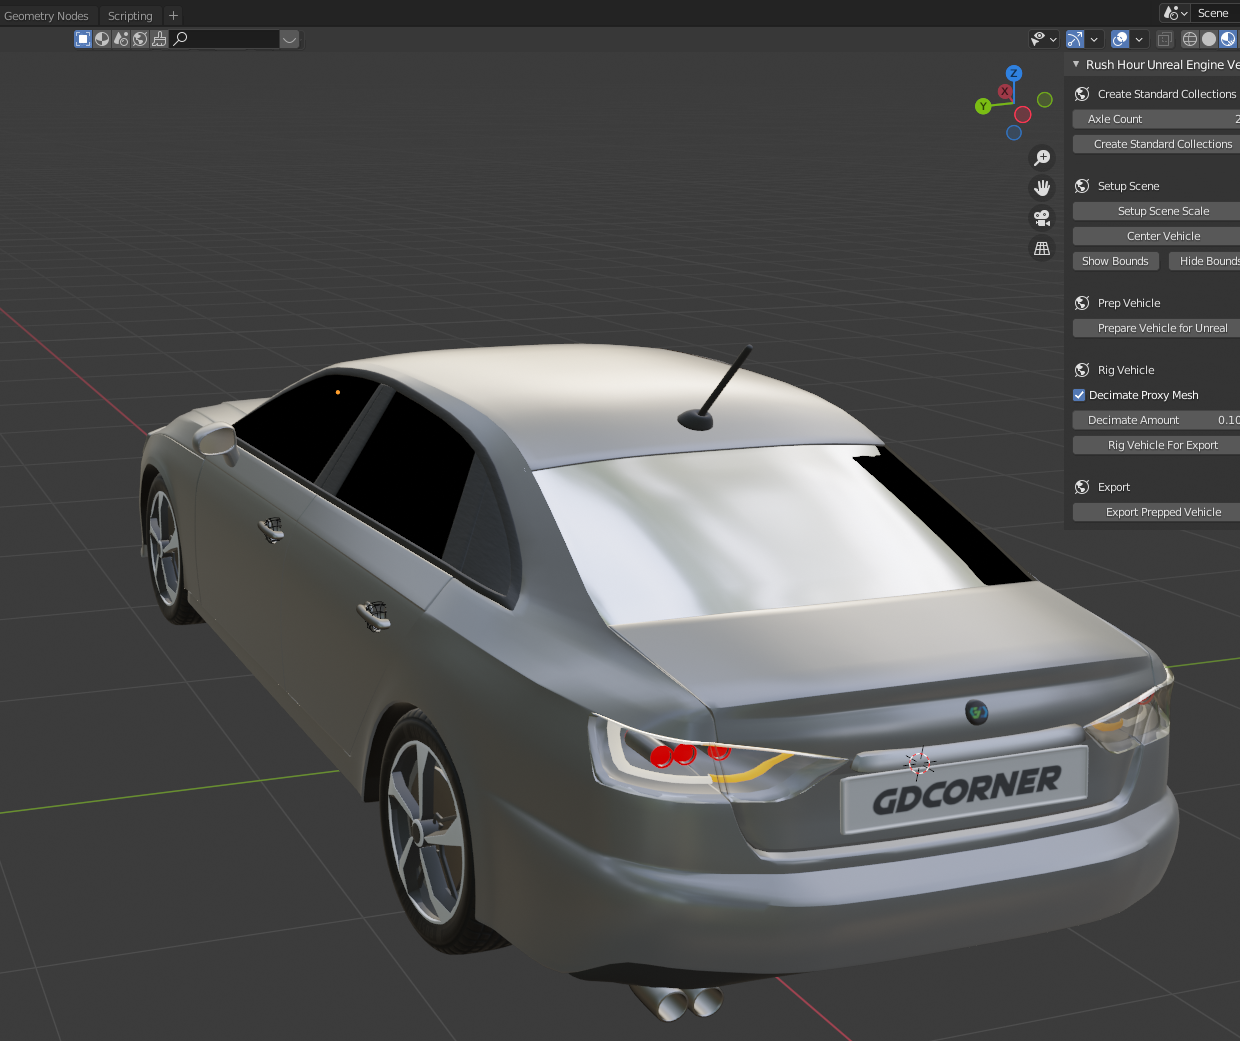 Geometry Nodes
Scripting
+
Scene
Rush Hour Unreal Engine Ve
Create Standard Collections
Axle Count 2
Create Standard Collections
Setup Scene
Setup Scene Scale
Center Vehicle
Show Bounds
Hide Bounds
Prep Vehicle
Prepare Vehicle for Unreal
Rig Vehicle
Decimate Proxy Mesh
Decimate Amount 0.10
Rig Vehicle For Export
Export
Export Prepped Vehicle
Z
X
Y
GDCORNER